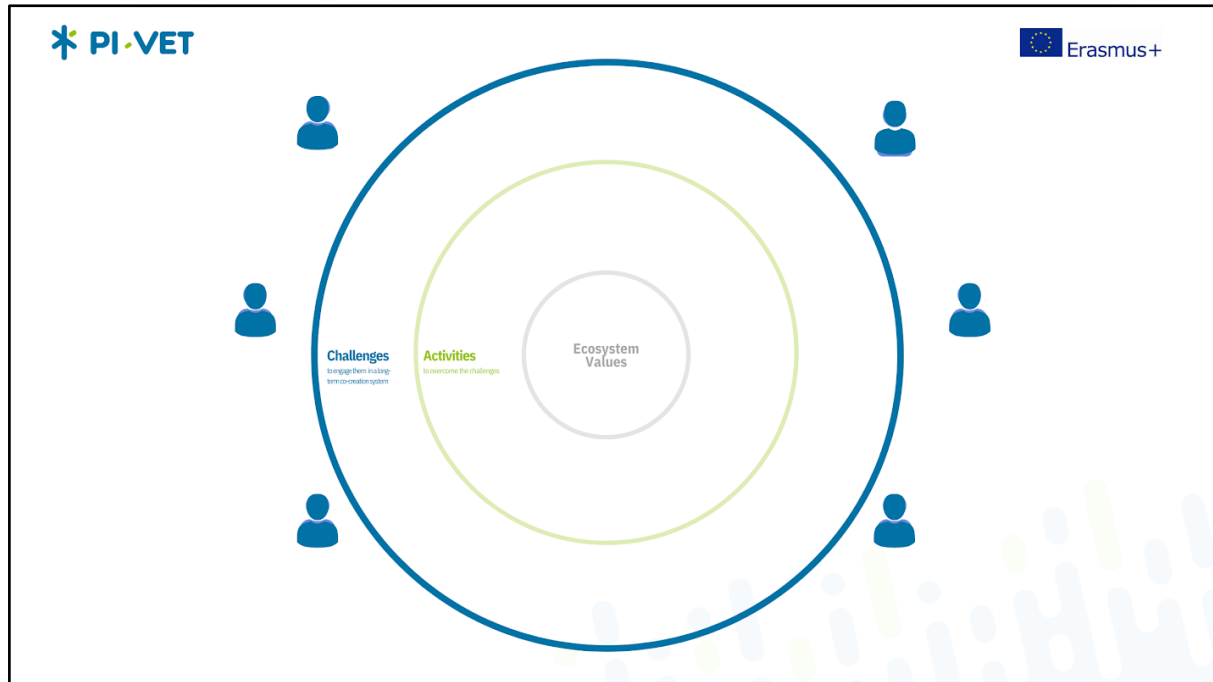 PI·VET
Erasmus+
Challenges
to engage them in a long-
term co-creation system
Activities
to overcome the challenges
Ecosystem
Values